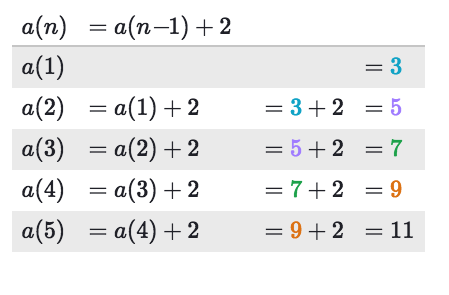 a(n) = a(n−1) + 2
a(1) = 3
a(2) = a(1) + 2 = 3 + 2 = 5
a(3) = a(2) + 2 = 5 + 2 = 7
a(4) = a(3) + 2 = 7 + 2 = 9
a(5) = a(4) + 2 = 9 + 2 = 11